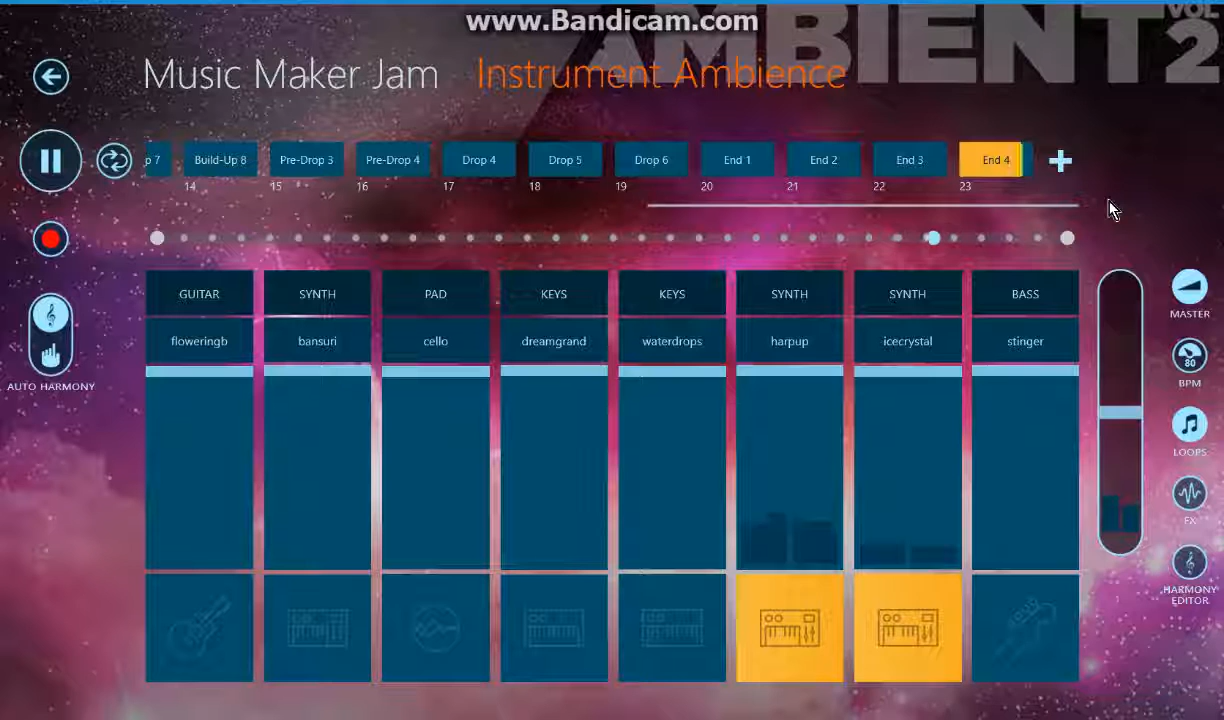 www.Bandicam.com
AMBIENT VOL 2
Music Maker Jam Instrument Ambience
p 7 Build-Up 8 Pre-Drop 3 Pre-Drop 4 Drop 4 Drop 5 Drop 6 End 1 End 2 End 3 End 4
14 15 16 17 18 19 20 21 22 23
GUITAR SYNTH PAD KEYS KEYS SYNTH SYNTH BASS
MASTER
floweringb bansuri cello dreamgrand waterdrops harpup icecrystal stinger
80
BPM
AUTO HARMONY
LOOPS
FX
HARMONY
EDITOR